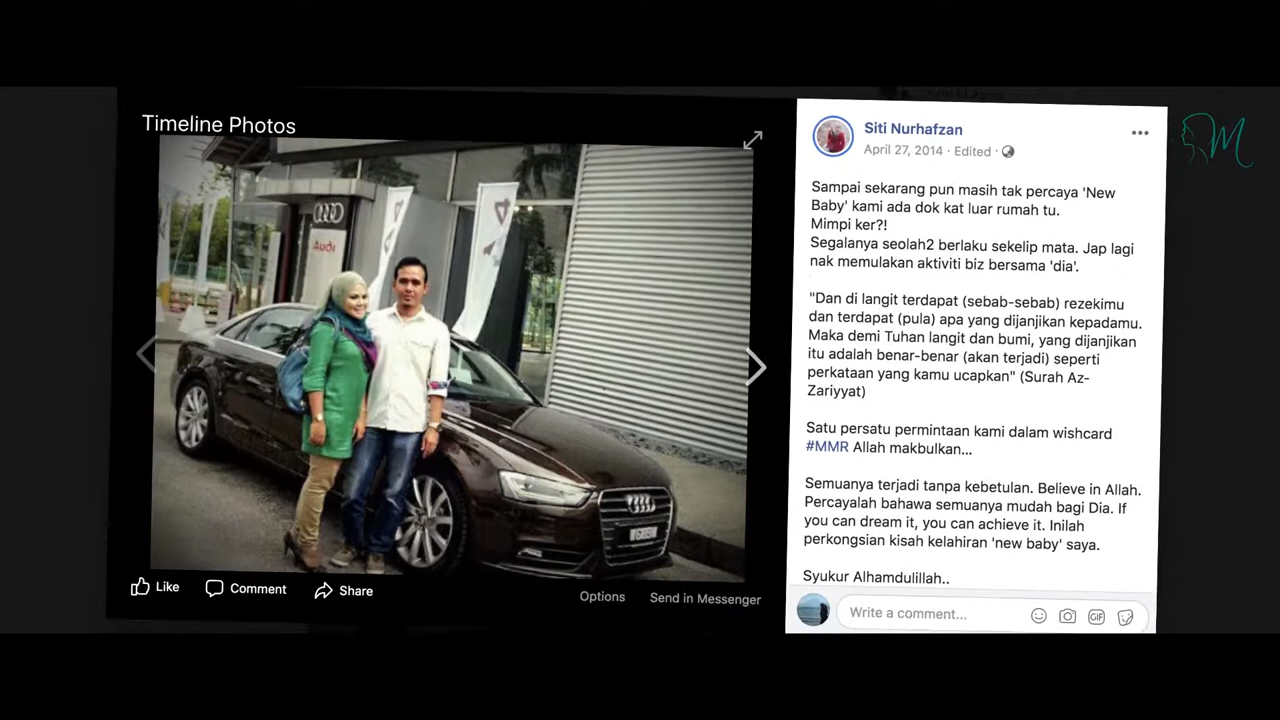 Timeline Photos
Audi
Like
Comment
Share
Options
Send in Messenger
Siti Nurhafzan
April 27, 2014 · Edited ·
Sampai sekarang pun masih tak percaya 'New
Baby' kami ada dok kat luar rumah tu.
Mimpi ker?!
Segalanya seolah2 berlaku sekelip mata. Jap lagi
nak memulakan aktiviti biz bersama 'dia'.
"Dan di langit terdapat (sebab-sebab) rezekimu
dan terdapat (pula) apa yang dijanjikan kepadamu.
Maka demi Tuhan langit dan bumi, yang dijanjikan
itu adalah benar-benar (akan terjadi) seperti
perkataan yang kamu ucapkan" (Surah Az-
Zariyyat)
Satu persatu permintaan kami dalam wishcard
#MMR Allah makbulkan...
Semuanya terjadi tanpa kebetulan. Believe in Allah.
Percayalah bahawa semuanya mudah bagi Dia. If
you can dream it, you can achieve it. Inilah
perkongsian kisah kelahiran 'new baby' saya.
Syukur Alhamdulillah..
Write a comment...
GIF
M